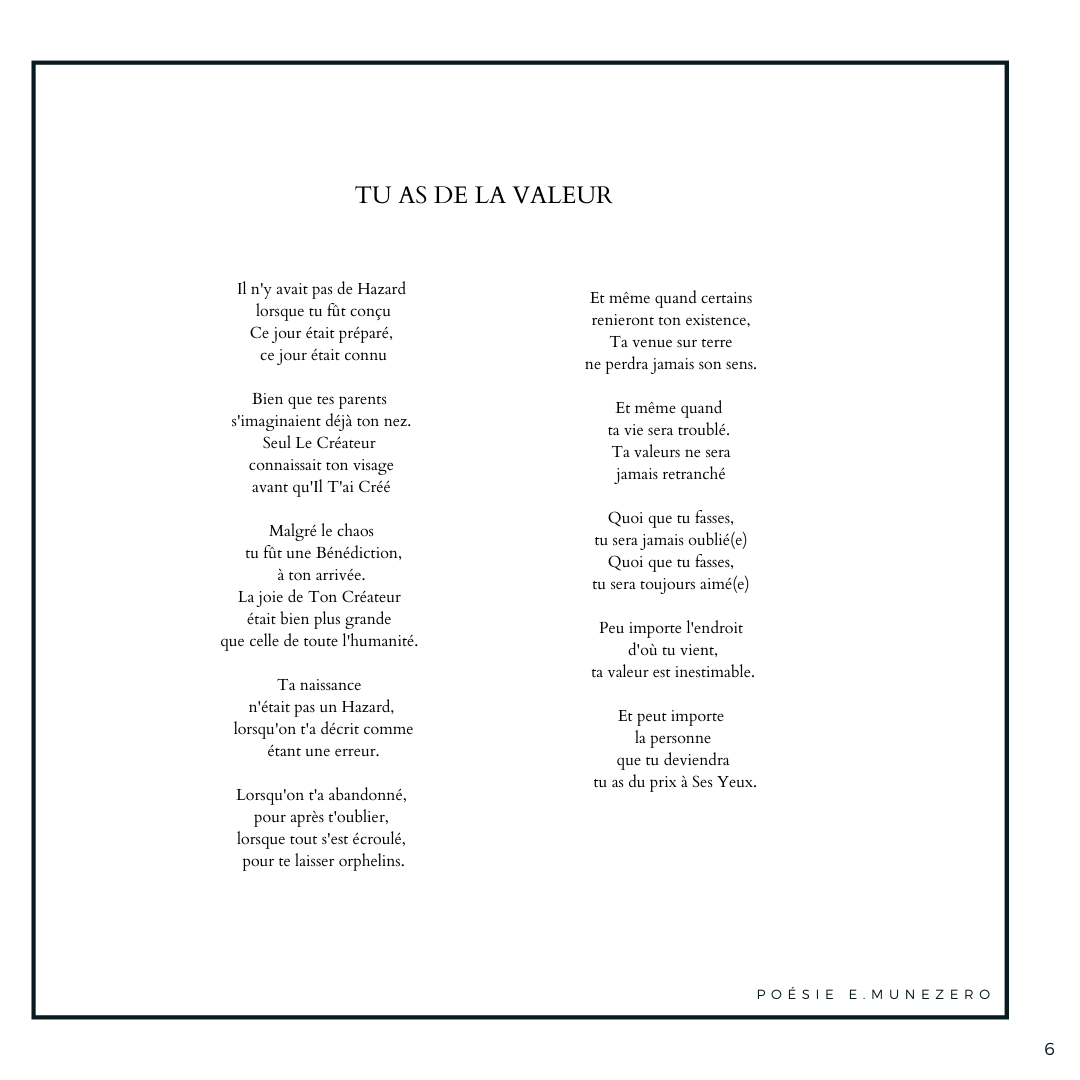 TU AS DE LA VALEUR
Il n'y avait pas de Hazard
lorsque tu fût conçu
Ce jour était préparé,
ce jour était connu
Bien que tes parents
s'imaginaient déjà ton nez.
Seul Le Créateur
connaissait ton visage
avant qu'Il T'ai Créé
Malgré le chaos
tu fût une Bénédiction,
à ton arrivée.
La joie de Ton Créateur
était bien plus grande
que celle de toute l'humanité.
Ta naissance
n'était pas un Hazard,
lorsqu'on t'a décrit comme
étant une erreur.
Lorsqu'on t'a abandonné,
pour après t'oublier,
lorsque tout s'est écroulé,
pour te laisser orphelins.
Et même quand certains
renieront ton existence,
Ta venue sur terre
ne perdra jamais son sens.
Et même quand
ta vie sera troublé.
Ta valeurs ne sera
jamais retranché
Quoi que tu fasses,
tu sera jamais oublié(e)
Quoi que tu fasses,
tu sera toujours aimé(e)
Peu importe l'endroit
d'où tu vient,
ta valeur est inestimable.
Et peut importe
la personne
que tu deviendra
tu as du prix à Ses Yeux.
POÉSIE E.MUNEZERO
6